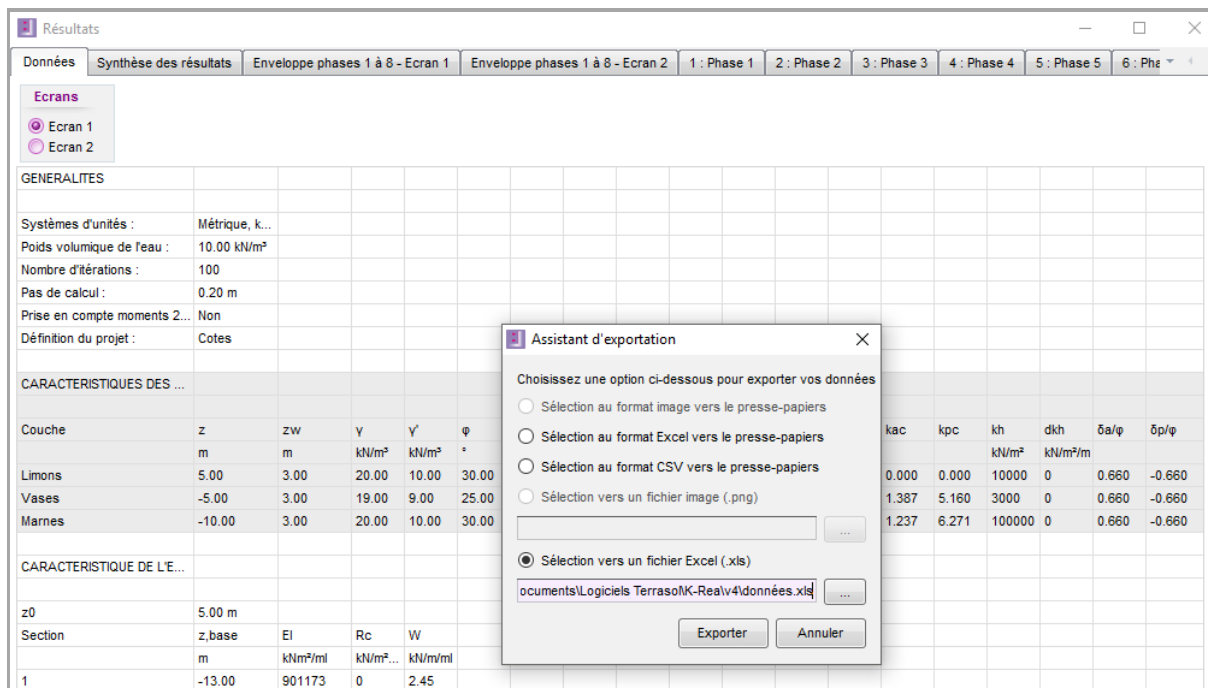 Résultats
Données Synthèse des résultats Enveloppe phases 1 à 8 - Ecran 1 Enveloppe phases 1 à 8 - Ecran 2 1 : Phase 1 2 : Phase 2 3 : Phase 3 4 : Phase 4 5 : Phase 5 6 : Pha
Ecrans
Ecran 1
Ecran 2
GENERALITES
Systèmes d'unités : Métrique, k...
Poids volumique de l'eau : 10.00 kN/m³
Nombre d'itérations : 100
Pas de calcul : 0.20 m
Prise en compte moments 2... Non
Définition du projet : Cotes
CARACTERISTIQUES DES ...
Couche z zw γ γ' φ kac kpc kh dkh δa/φ δp/φ
m m kN/m³ kN/m³ ° kN/m² kN/m²/m
Limons 5.00 3.00 20.00 10.00 30.00 0.000 0.000 10000 0 0.660 -0.660
Vases -5.00 3.00 19.00 9.00 25.00 1.387 5.160 3000 0 0.660 -0.660
Marnes -10.00 3.00 20.00 10.00 30.00 1.237 6.271 100000 0 0.660 -0.660
CARACTERISTIQUE DE L'E...
z0 5.00 m
Section z,base EI Rc W
m kNm²/ml kN/m²... kN/m/ml
1 -13.00 901173 0 2.45
Assistant d'exportation
Choisissez une option ci-dessous pour exporter vos données
Sélection au format image vers le presse-papiers
Sélection au format Excel vers le presse-papiers
Sélection au format CSV vers le presse-papiers
Sélection vers un fichier image (.png)
...
Sélection vers un fichier Excel (.xls)
ocuments\Logiciels Terrasol\K-Rea\v4\données.xls ...
Exporter Annuler